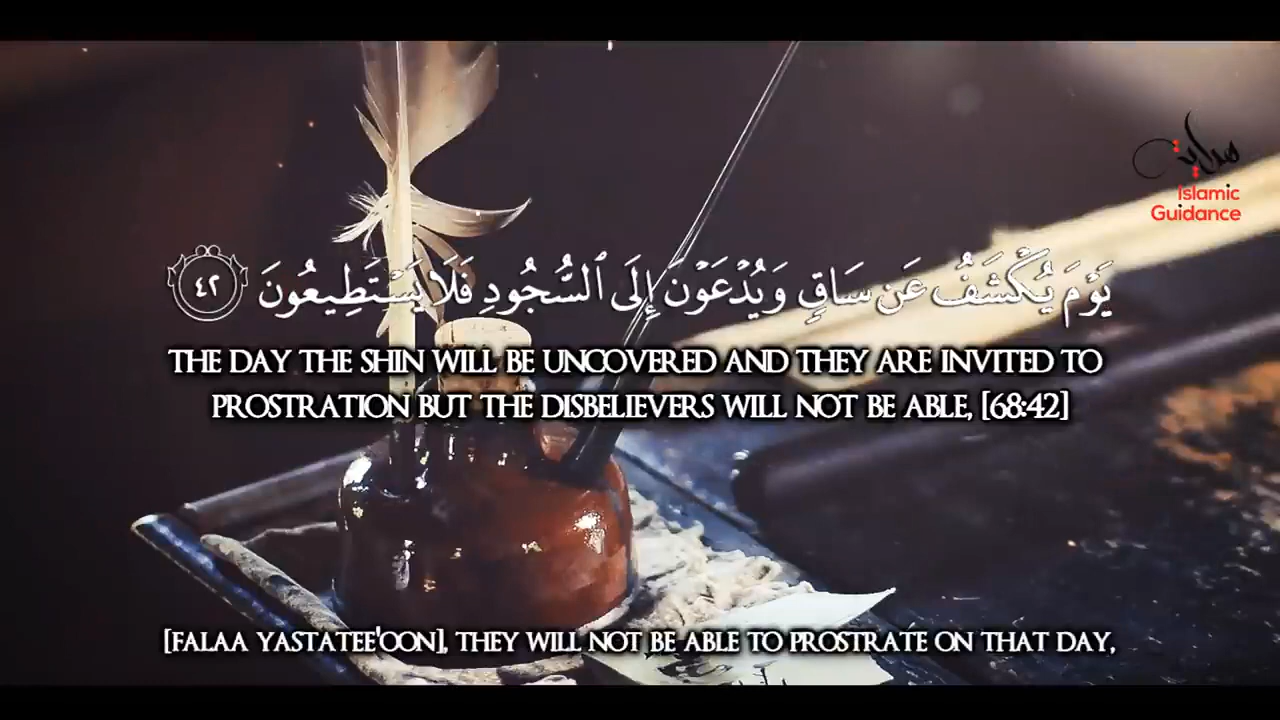 هداية
Islamic
Guidance
يَوْمَ يُكْشَفُ عَن سَاقٍ وَيُدْعَوْنَ إِلَى ٱلسُّجُودِ فَلَا يَسْتَطِيعُونَ ٤٢
THE DAY THE SHIN WILL BE UNCOVERED AND THEY ARE INVITED TO
PROSTRATION BUT THE DISBELIEVERS WILL NOT BE ABLE, [68:42]
[FALAA YASTATEE'OON], THEY WILL NOT BE ABLE TO PROSTRATE ON THAT DAY,